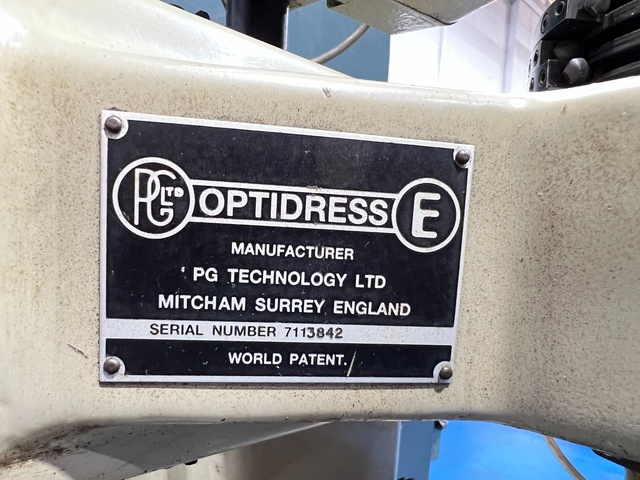 PG LTD OPTIDRESS E
MANUFACTURER
PG TECHNOLOGY LTD
MITCHAM SURREY ENGLAND
SERIAL NUMBER 7113842
WORLD PATENT.